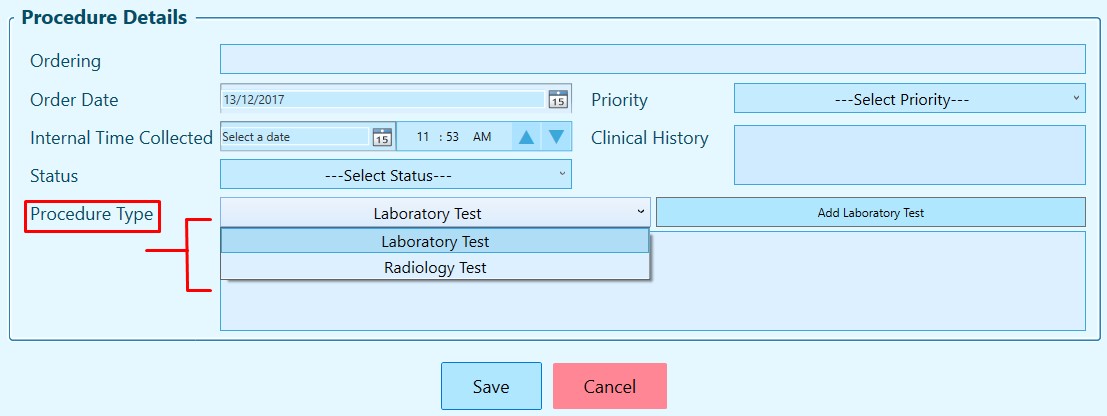 Procedure Details
Ordering
Order Date 13/12/2017 15 Priority ---Select Priority---
Internal Time Collected Select a date 15 11 : 53 AM Clinical History
Status ---Select Status---
Procedure Type Laboratory Test Add Laboratory Test
Laboratory Test
Radiology Test
Save Cancel